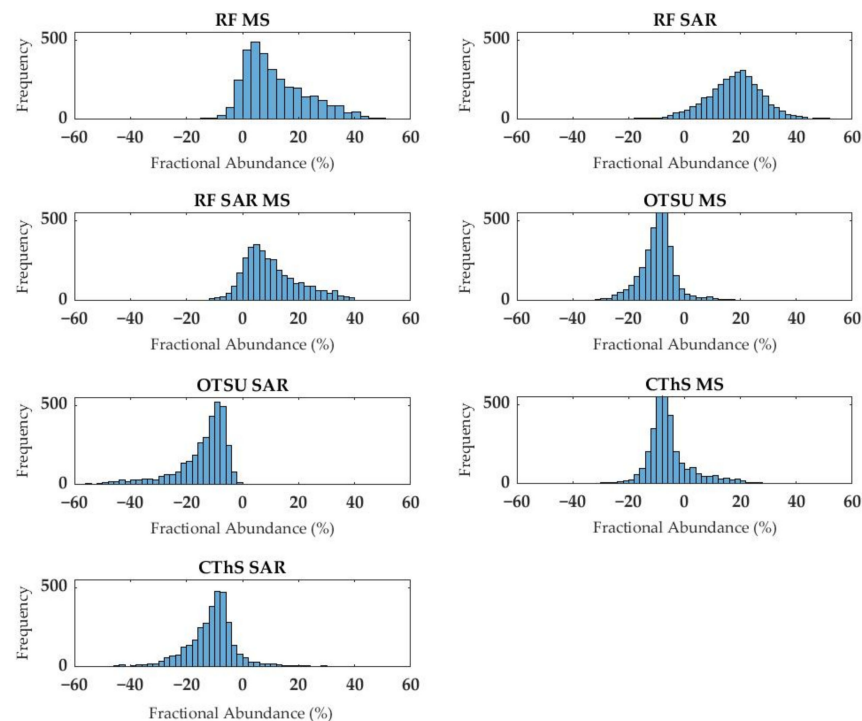 RF MS
500
Frequency
0
−60 −40 −20 0 20 40 60
Fractional Abundance (%)
RF SAR
500
Frequency
0
−60 −40 −20 0 20 40 60
Fractional Abundance (%)
RF SAR MS
500
Frequency
0
−60 −40 −20 0 20 40 60
Fractional Abundance (%)
OTSU MS
500
Frequency
0
−60 −40 −20 0 20 40 60
Fractional Abundance (%)
OTSU SAR
500
Frequency
0
−60 −40 −20 0 20 40 60
Fractional Abundance (%)
CThS MS
500
Frequency
0
−60 −40 −20 0 20 40 60
Fractional Abundance (%)
CThS SAR
500
Frequency
0
−60 −40 −20 0 20 40 60
Fractional Abundance (%)